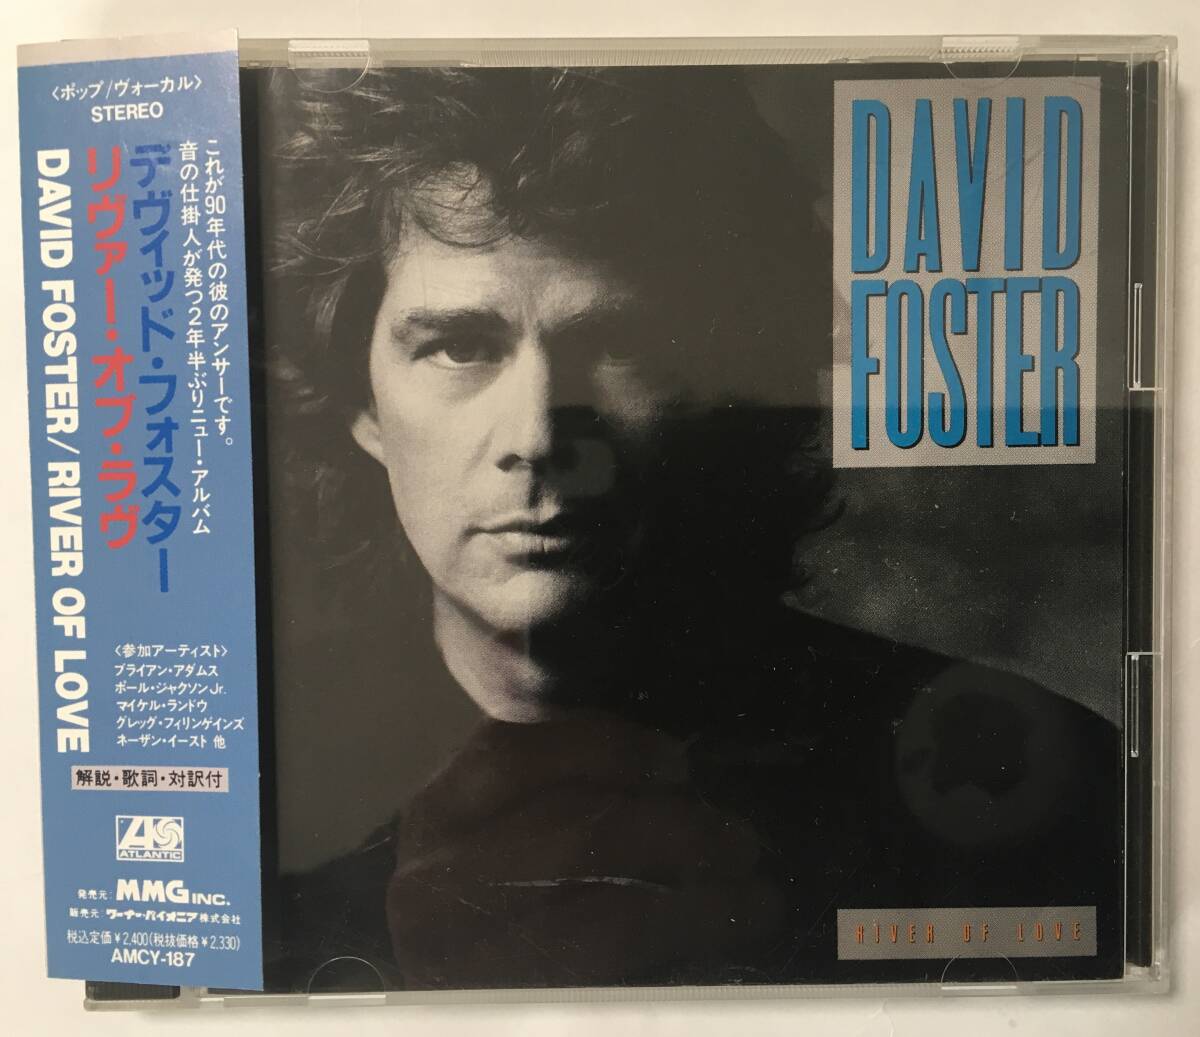 <ポップ/ヴォーカル>
STEREO
これが90年代の彼のアンサーです。
音の仕掛人が発つ2年半ぶりニュー・アルバム
デヴィッド・フォスター
リヴァー・オブ・ラヴ
DAVID FOSTER/RIVER OF LOVE
<参加アーティスト>
ブライアン・アダムス
ポール・ジャクソンJr.
マイケル・ランドウ
グレッグ・フィリンゲインズ
ネーザン・イースト 他
解説・歌詞・対訳付
ATLANTIC
発売元:MMG INC.
販売元:ワーナー・パイオニア株式会社
税込定価¥2,400(税抜価格¥2,330)
AMCY-187
DAVID
FOSTER
RIVER OF LOVE